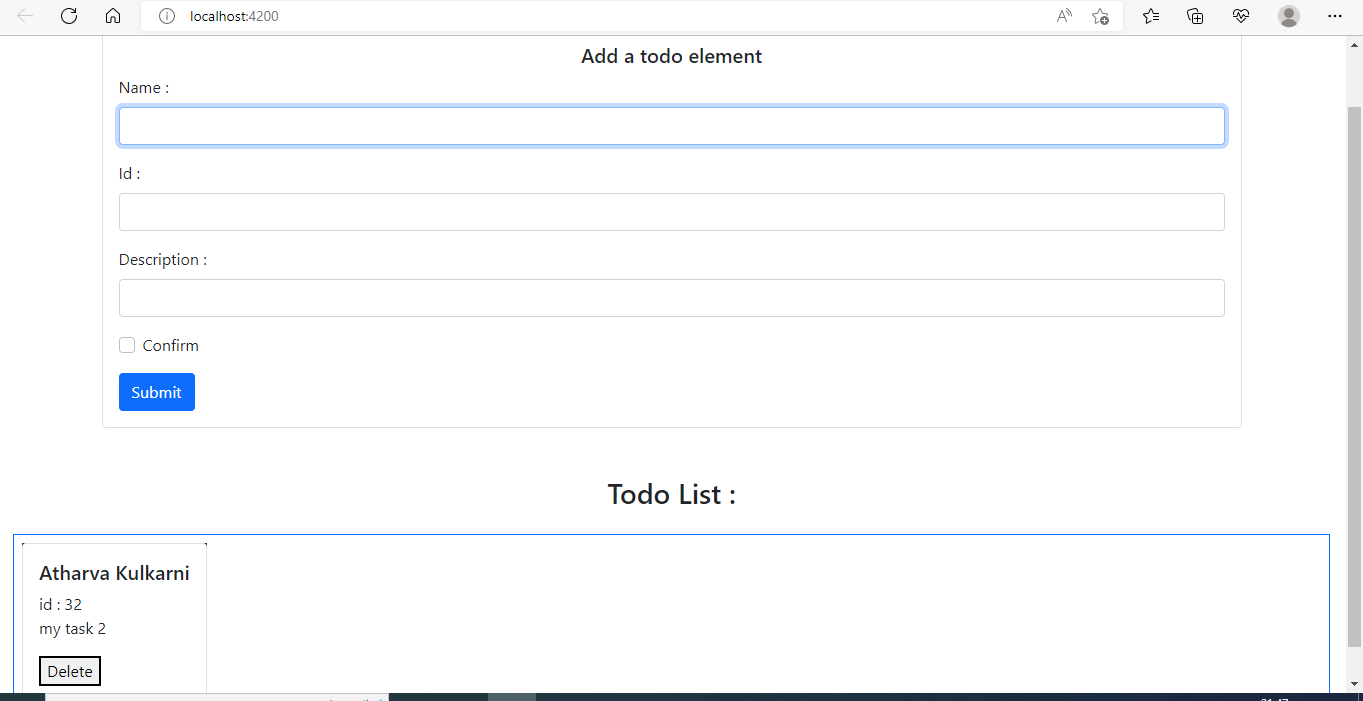 localhost:4200
Add a todo element
Name :
Id :
Description :
Confirm
Submit
Todo List :
Atharva Kulkarni
id : 32
my task 2
Delete